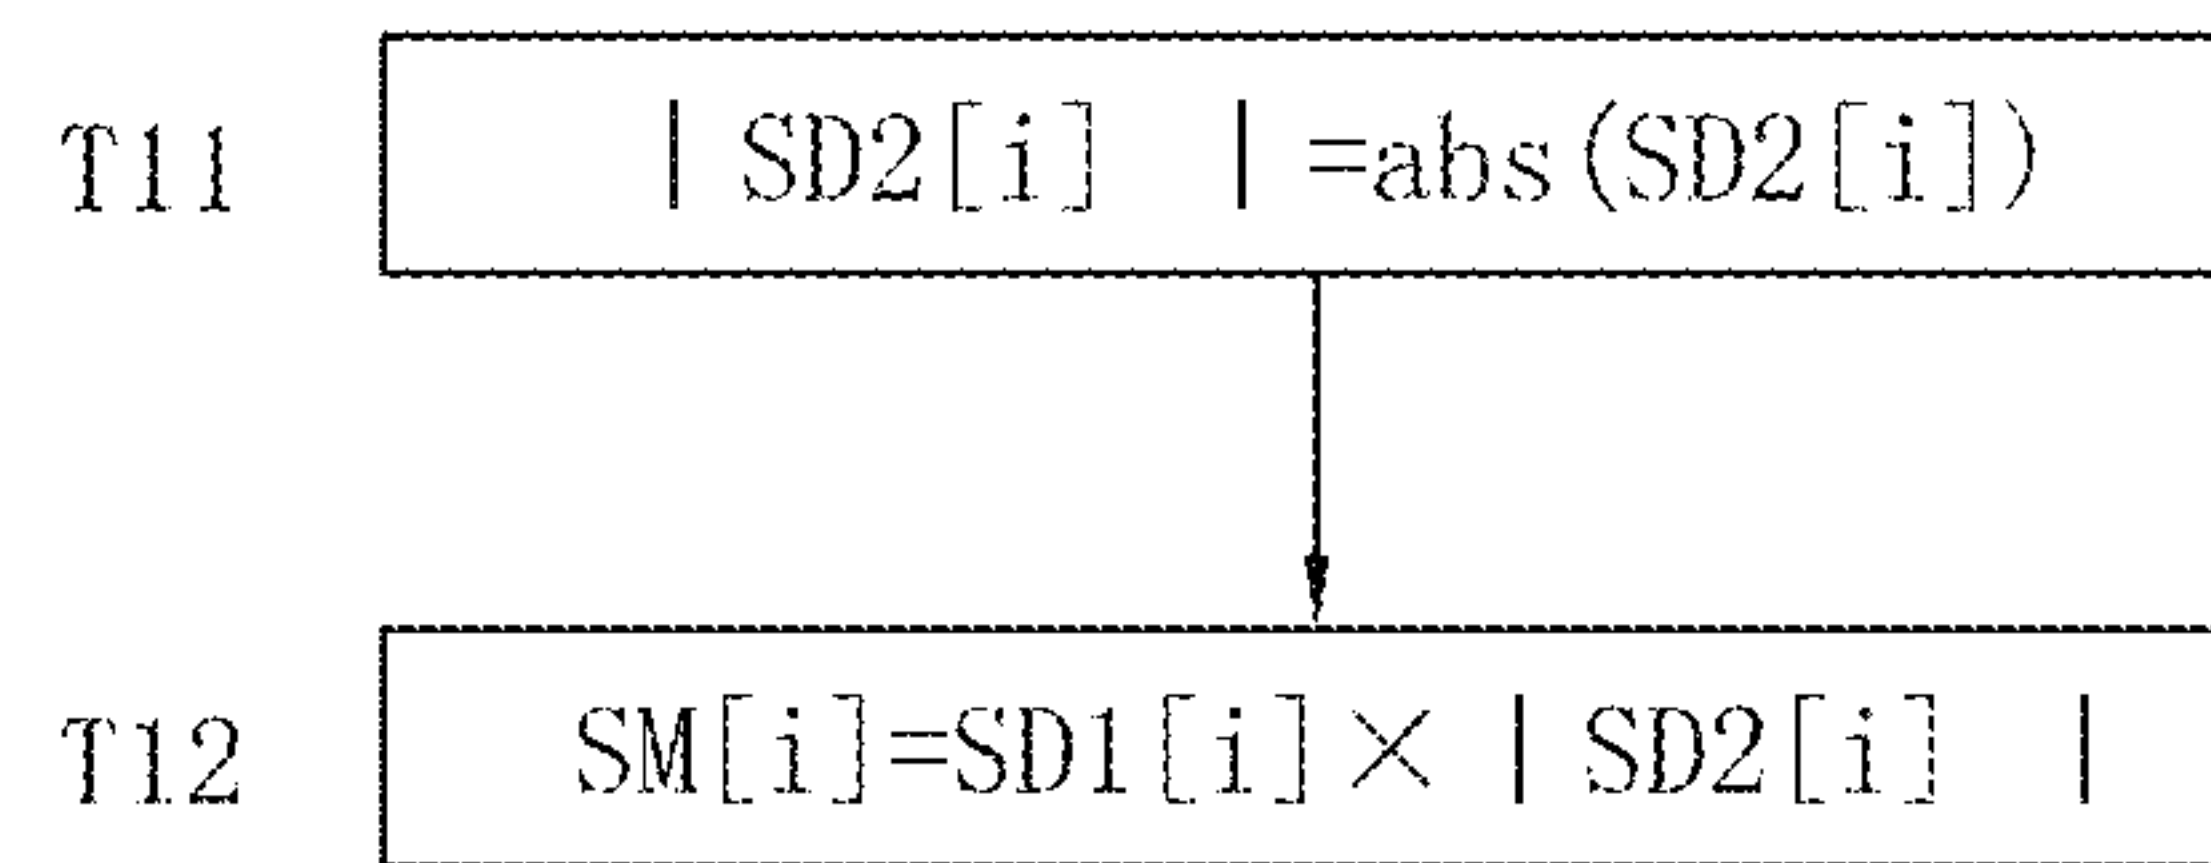 T11 | SD2[i] |=abs(SD2[i])
T12 SM[i]=SD1[i]×| SD2[i] |